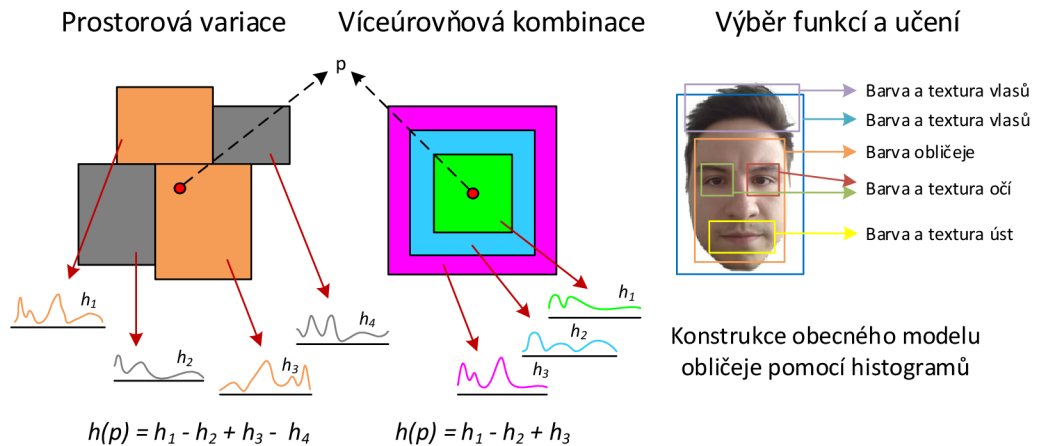 Prostorová variace
Víceúrovňová kombinace
Výběr funkcí a učení
p
h1
h2
h3
h4
h(p) = h1 - h2 + h3 - h4
h1
h2
h3
h(p) = h1 - h2 + h3
Barva a textura vlasů
Barva a textura vlasů
Barva obličeje
Barva a textura očí
Barva a textura úst
Konstrukce obecného modelu
obličeje pomocí histogramů